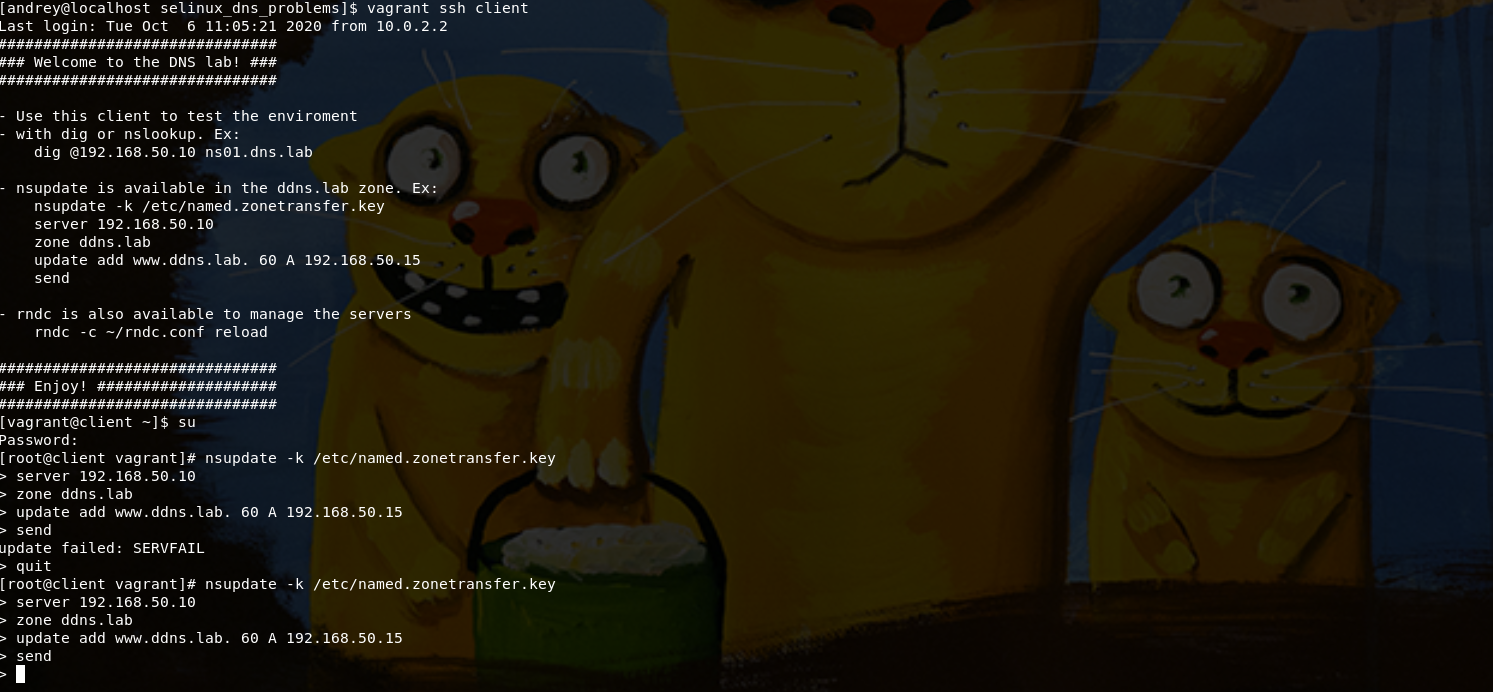 [andrey@localhost selinux_dns_problems]$ vagrant ssh client
Last login: Tue Oct  6 11:05:21 2020 from 10.0.2.2
###############################
### Welcome to the DNS lab! ###
###############################

- Use this client to test the enviroment
- with dig or nslookup. Ex:
    dig @192.168.50.10 ns01.dns.lab

- nsupdate is available in the ddns.lab zone. Ex:
    nsupdate -k /etc/named.zonetransfer.key
    server 192.168.50.10
    zone ddns.lab
    update add www.ddns.lab. 60 A 192.168.50.15
    send

- rndc is also available to manage the servers
    rndc -c ~/rndc.conf reload

###############################
### Enjoy! ####################
###############################
[vagrant@client ~]$ su
Password:
[root@client vagrant]# nsupdate -k /etc/named.zonetransfer.key
> server 192.168.50.10
> zone ddns.lab
> update add www.ddns.lab. 60 A 192.168.50.15
> send
update failed: SERVFAIL
> quit
[root@client vagrant]# nsupdate -k /etc/named.zonetransfer.key
> server 192.168.50.10
> zone ddns.lab
> update add www.ddns.lab. 60 A 192.168.50.15
> send
>